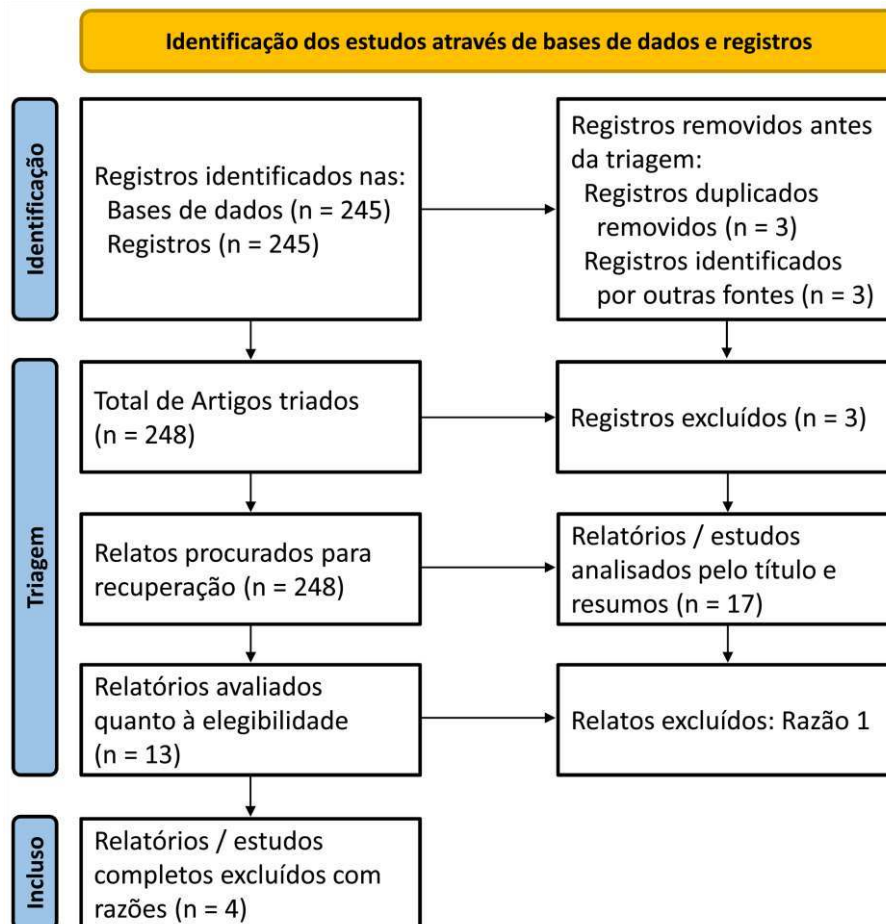 Identificação dos estudos através de bases de dados e registros
Identificação
Registros identificados nas:
Bases de dados (n = 245)
Registros (n = 245)
Registros removidos antes
da triagem:
Registros duplicados
removidos (n = 3)
Registros identificados
por outras fontes (n = 3)
Triagem
Total de Artigos triados
(n = 248)
Registros excluídos (n = 3)
Relatos procurados para
recuperação (n = 248)
Relatórios / estudos
analisados pelo título e
resumos (n = 17)
Relatórios avaliados
quanto à elegibilidade
(n = 13)
Relatos excluídos: Razão 1
Incluso
Relatórios / estudos
completos excluídos com
razões (n = 4)